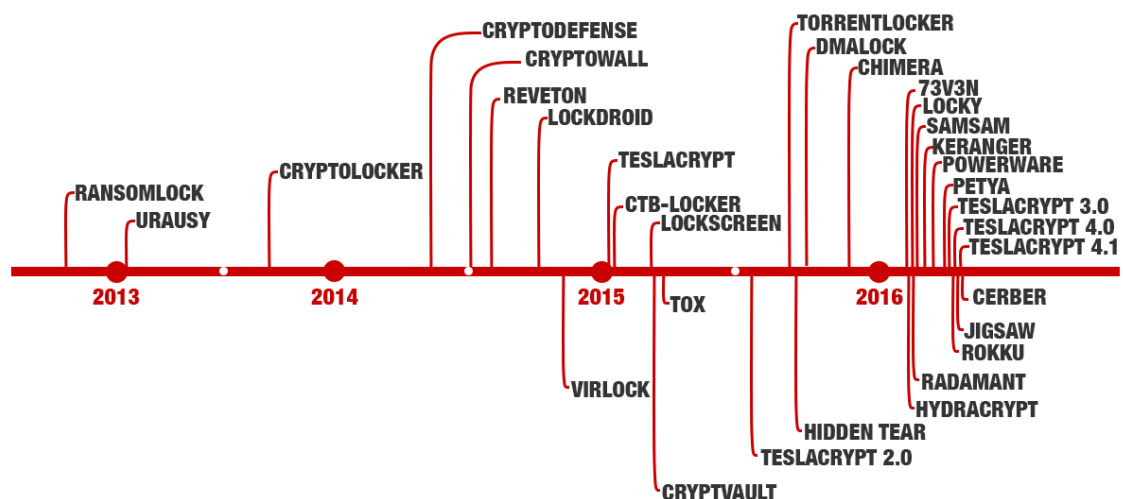 TORRENTLOCKER
CRYPTODEFENSE
DMALOCK
CRYPTOWALL
CHIMERA
73V3N
REVETON
LOCKY
LOCKDROID
SAMSAM
KERANGER
TESLACRYPT
POWERWARE
CRYPTOLOCKER
PETYA
RANSOMLOCK
CTB-LOCKER
TESLACRYPT 3.0
URAUSY
LOCKSCREEN
TESLACRYPT 4.0
TESLACRYPT 4.1
2013
2014
2015
2016
CERBER
TOX
JIGSAW
ROKKU
RADAMANT
VIRLOCK
HYDRACRYPT
HIDDEN TEAR
TESLACRYPT 2.0
CRYPTVAULT